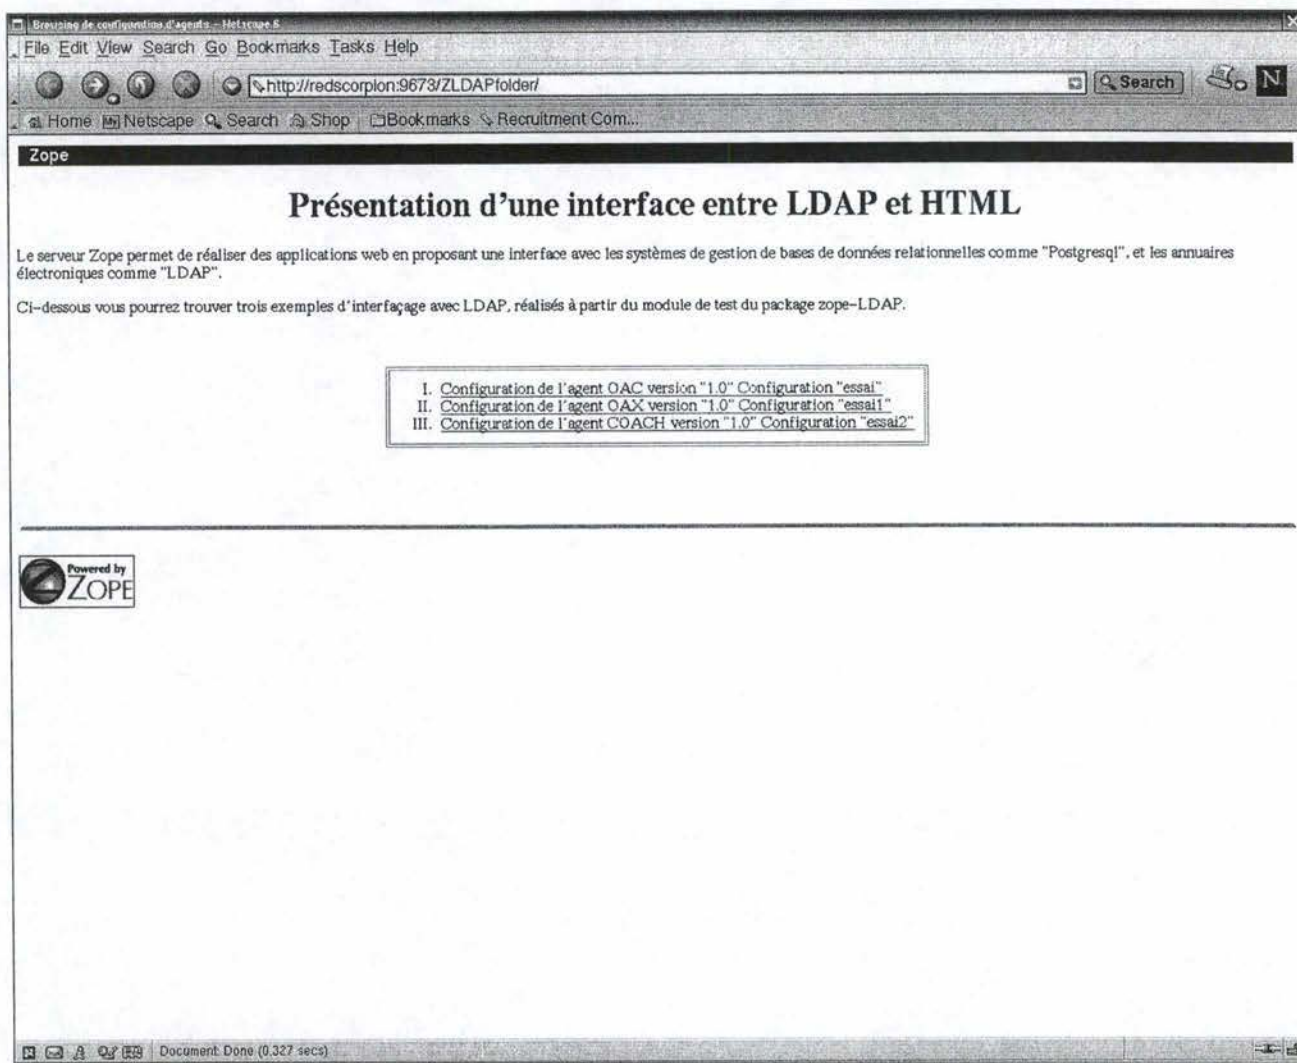 Browsing de configuration d'agents - Netscape 6
File Edit View Search Go Bookmarks Tasks Help
http://redscorpion:9673/ZLDAPfolder/
Search
N
Home Netscape Search Shop Bookmarks Recruitment Com...
Zope
Présentation d'une interface entre LDAP et HTML
Le serveur Zope permet de réaliser des applications web en proposant une interface avec les systèmes de gestion de bases de données relationnelles comme "Postgresql", et les annuaires
électroniques comme "LDAP".
Ci-dessous vous pourrez trouver trois exemples d'interfaçage avec LDAP, réalisés à partir du module de test du package zope-LDAP.
I. Configuration de l'agent OAC version "1.0" Configuration "essai"
II. Configuration de l'agent OAX version "1.0" Configuration "essai1"
III. Configuration de l'agent COACH version "1.0" Configuration "essai2"
Powered by
ZOPE
Document: Done (0.327 secs)